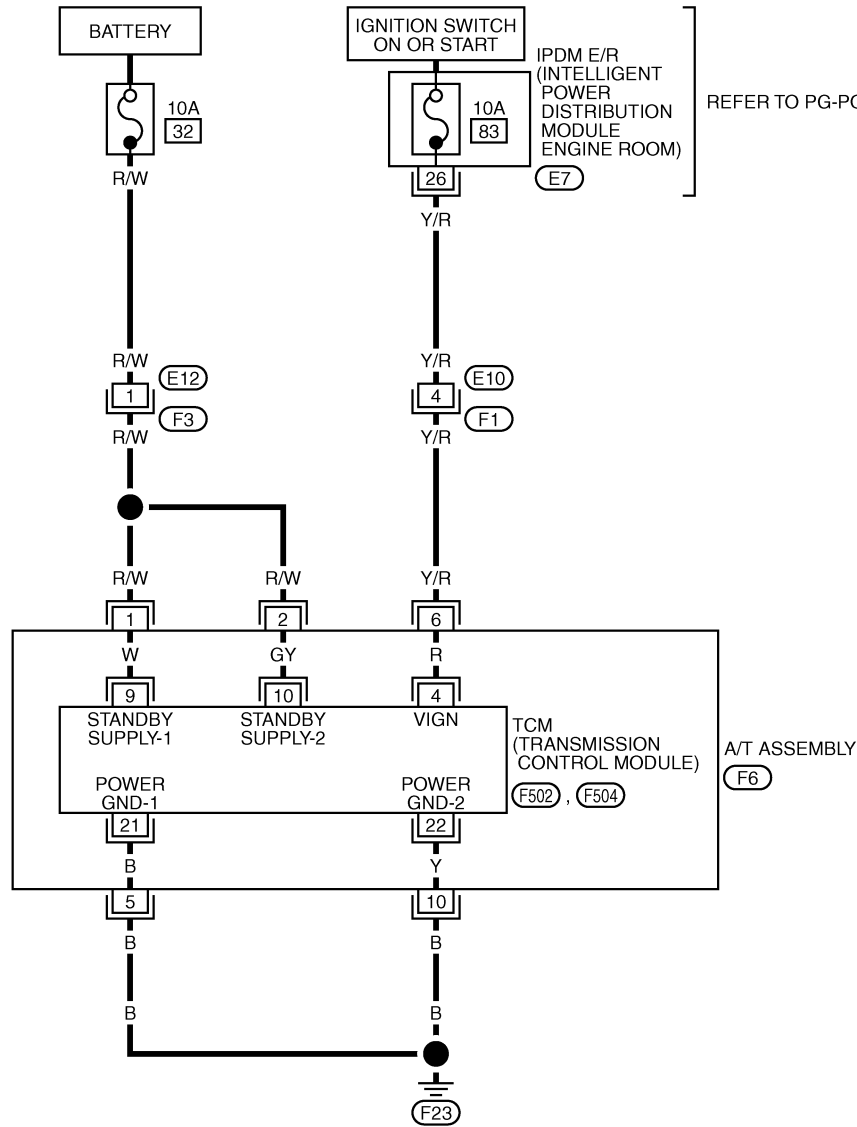 BATTERY
IGNITION SWITCH
ON OR START
10A
32
10A
83
IPDM E/R
(INTELLIGENT
POWER
DISTRIBUTION
MODULE
ENGINE ROOM)
REFER TO PG-PO
R/W
26
E7
Y/R
R/W
E12
Y/R
E10
1
4
F3
F1
R/W
Y/R
R/W
R/W
Y/R
1
2
6
W
GY
R
9
10
4
STANDBY
SUPPLY-1
STANDBY
SUPPLY-2
VIGN
TCM
(TRANSMISSION
CONTROL MODULE)
F502 , F504
A/T ASSEMBLY
F6
POWER
GND-1
POWER
GND-2
21
22
B
Y
5
10
B
B
B
B
F23